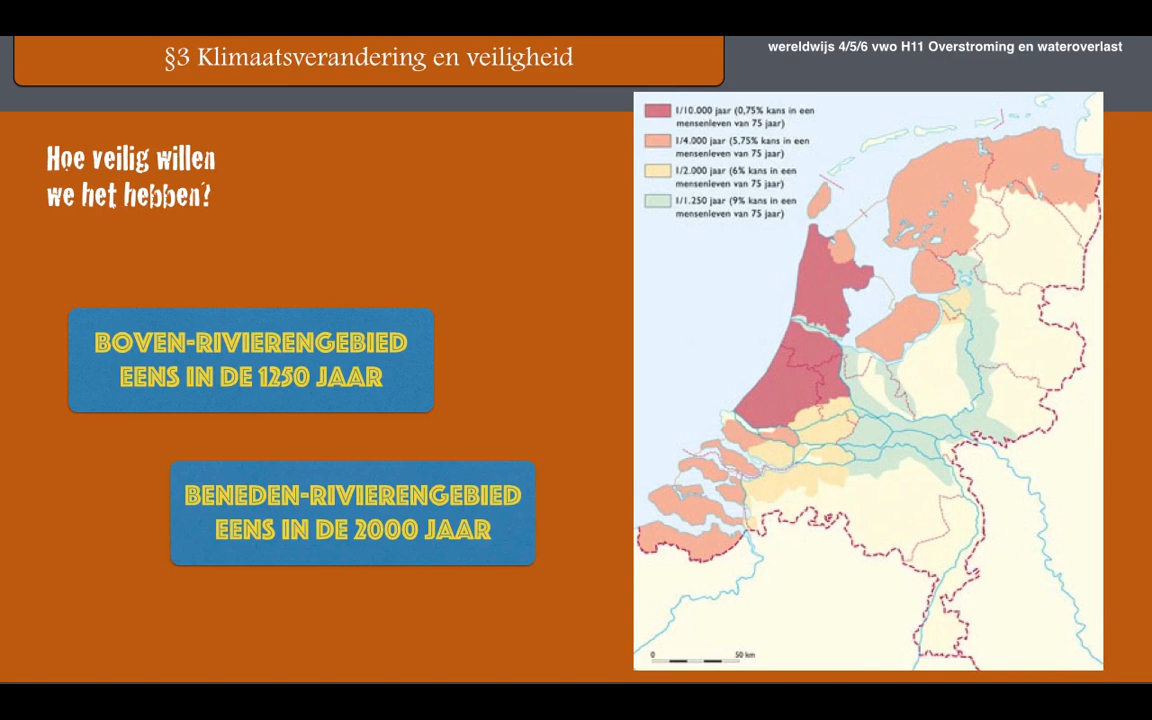 §3 Klimaatsverandering en veiligheid
wereldwijs 4/5/6 vwo H11 Overstroming en wateroverlast
Hoe veilig willen
we het hebben?
BOVEN-RIVIERENGEBIED
EENS IN DE 1250 JAAR
BENEDEN-RIVIERENGEBIED
EENS IN DE 2000 JAAR
1/10.000 jaar (0,75% kans in een
mensenleven van 75 jaar)
1/4.000 jaar (5,75% kans in een
mensenleven van 75 jaar)
1/2.000 jaar (6% kans in een
mensenleven van 75 jaar)
1/1.250 jaar (9% kans in een
mensenleven van 75 jaar)
0 50 km